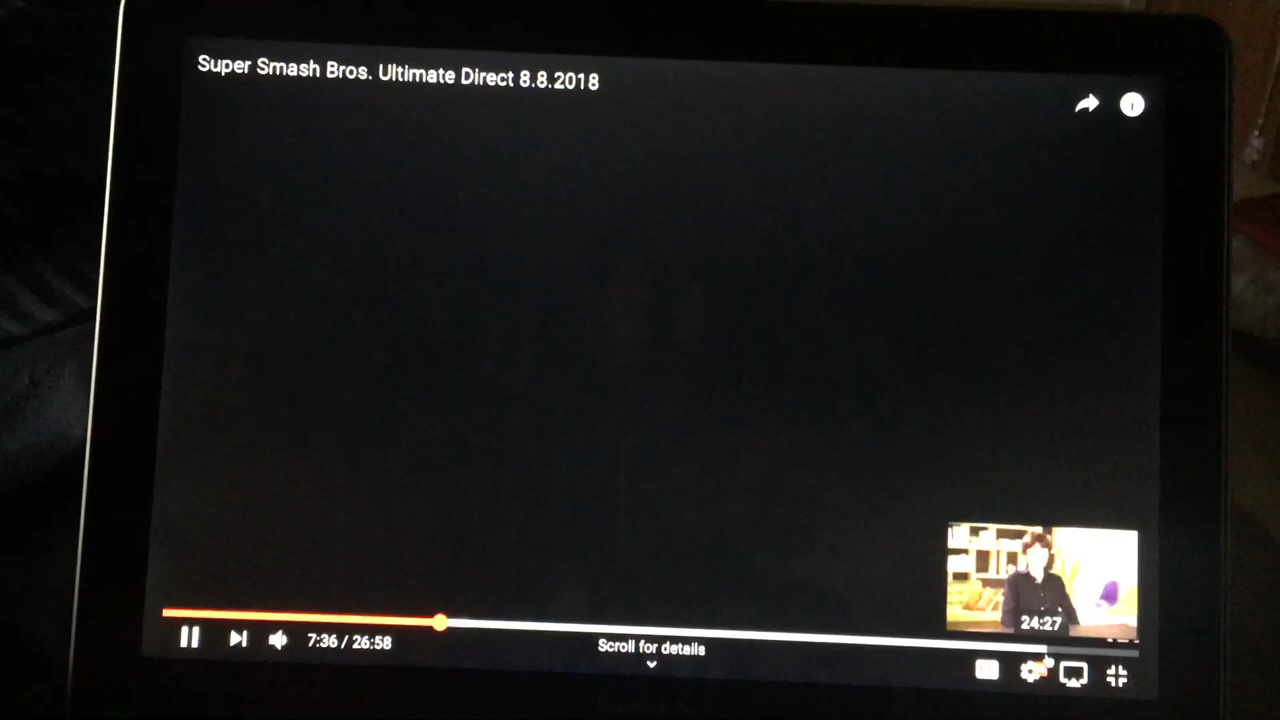 Super Smash Bros. Ultimate Direct 8.8.2018
24:27
7:36 / 26:58
Scroll for details